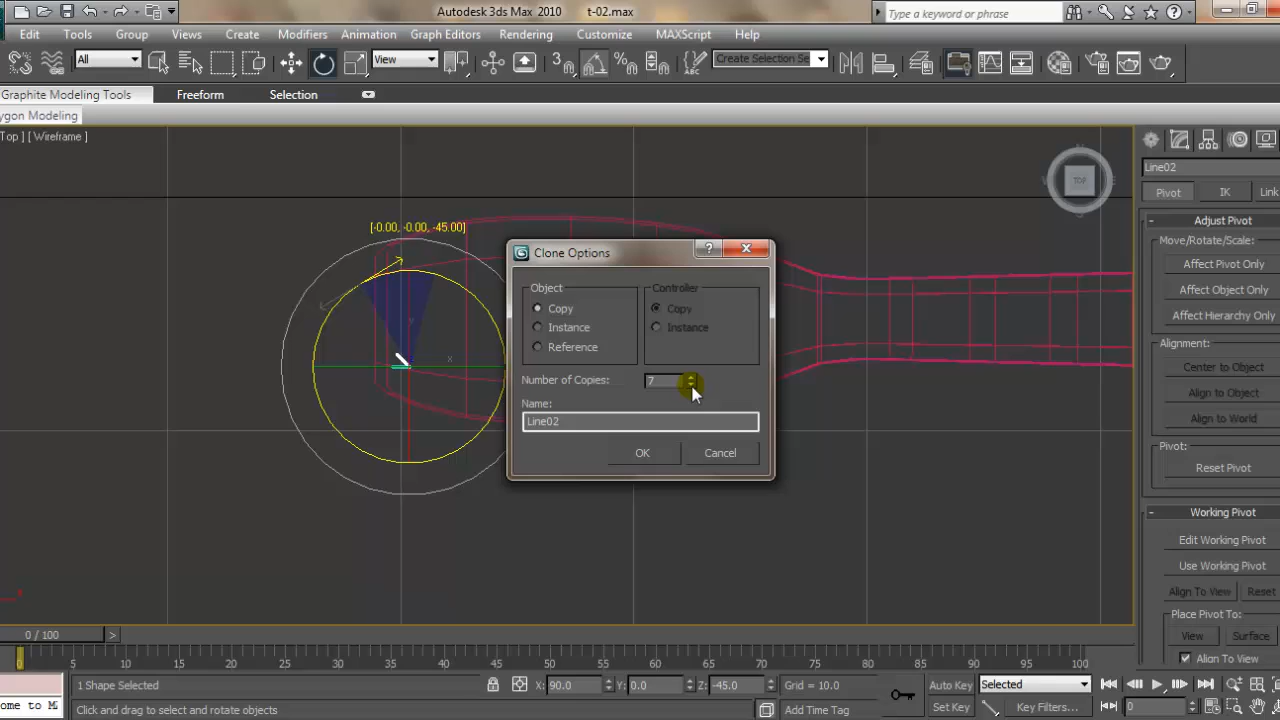 Autodesk 3ds Max 2010 t-02.max
Type a keyword or phrase
Edit Tools Group Views Create Modifiers Animation Graph Editors Rendering Customize MAXScript Help
All View Create Selection Se
Graphite Modeling Tools Freeform Selection
ygon Modeling
Top ] [ Wireframe ]
TOP
Line02
Pivot IK Link
[-0.00, -0.00, -45.00]
Adjust Pivot
Move/Rotate/Scale:
Affect Pivot Only
Affect Object Only
Affect Hierarchy Only
Alignment:
Center to Object
Align to Object
Align to World
Pivot:
Reset Pivot
Working Pivot
Edit Working Pivot
Use Working Pivot
Align To View Reset
Place Pivot To:
View Surface
Align To View
Clone Options
Object Controller
Copy Copy
Instance Instance
Reference
Number of Copies: 7
Name:
Line02
OK Cancel
y
x
x
0 / 100 >
0 5 10 15 20 25 30 35 40 45 50 55 60 65 70 75 80 85 90 95 100
1 Shape Selected X: 90.0 Y: 0.0 Z: -45.0 Grid = 10.0 Auto Key Selected
ome to M Click and drag to select and rotate objects Add Time Tag Set Key Key Filters... 0